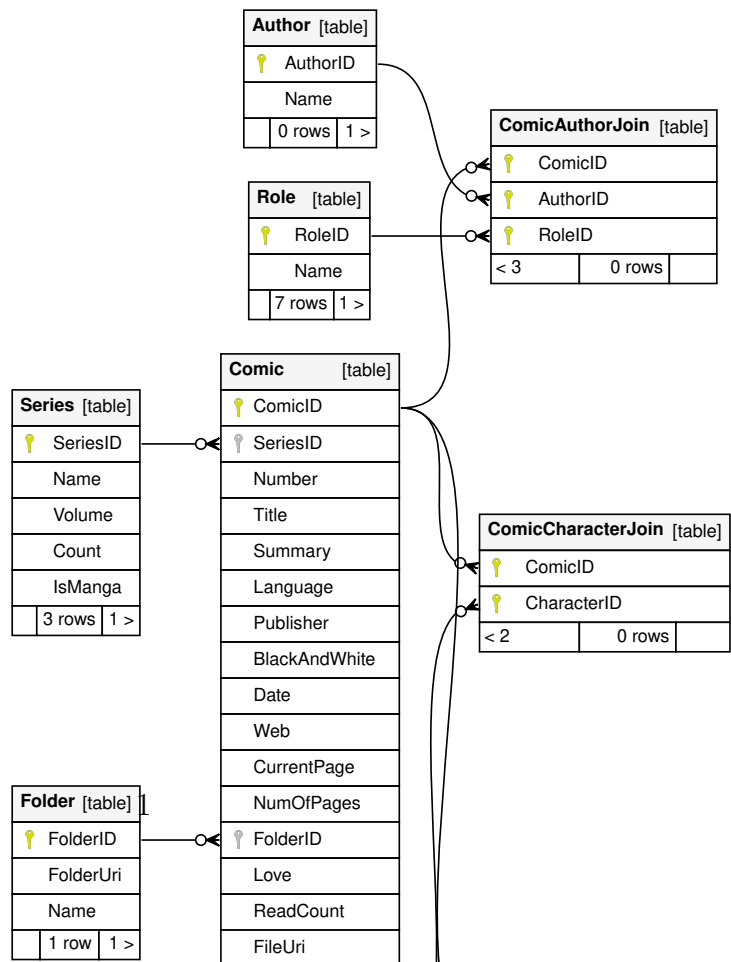 Author [table]
AuthorID
Name
0 rows 1 >
ComicAuthorJoin [table]
ComicID
AuthorID
RoleID
< 3 0 rows
Role [table]
RoleID
Name
7 rows 1 >
Comic [table]
ComicID
SeriesID
Number
Title
Summary
Language
Publisher
BlackAndWhite
Date
Web
CurrentPage
NumOfPages
FolderID
Love
ReadCount
FileUri
Series [table]
SeriesID
Name
Volume
Count
IsManga
3 rows 1 >
ComicCharacterJoin [table]
ComicID
CharacterID
< 2 0 rows
Folder [table] 1
FolderID
FolderUri
Name
1 row 1 >